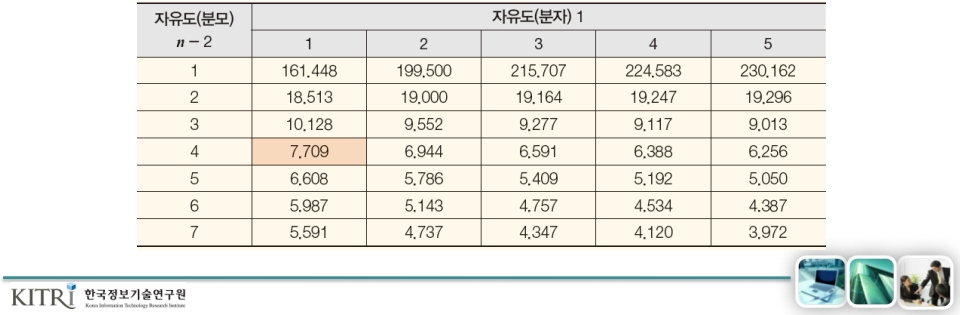 자유도(분모) 자유도(분자) 1
n − 2 1 2 3 4 5
1 161.448 199.500 215.707 224.583 230.162
2 18.513 19.000 19.164 19.247 19.296
3 10.128 9.552 9.277 9.117 9.013
4 7.709 6.944 6.591 6.388 6.256
5 6.608 5.786 5.409 5.192 5.050
6 5.987 5.143 4.757 4.534 4.387
7 5.591 4.737 4.347 4.120 3.972
KITRI 한국정보기술연구원
Korea Information Technology Research Institute